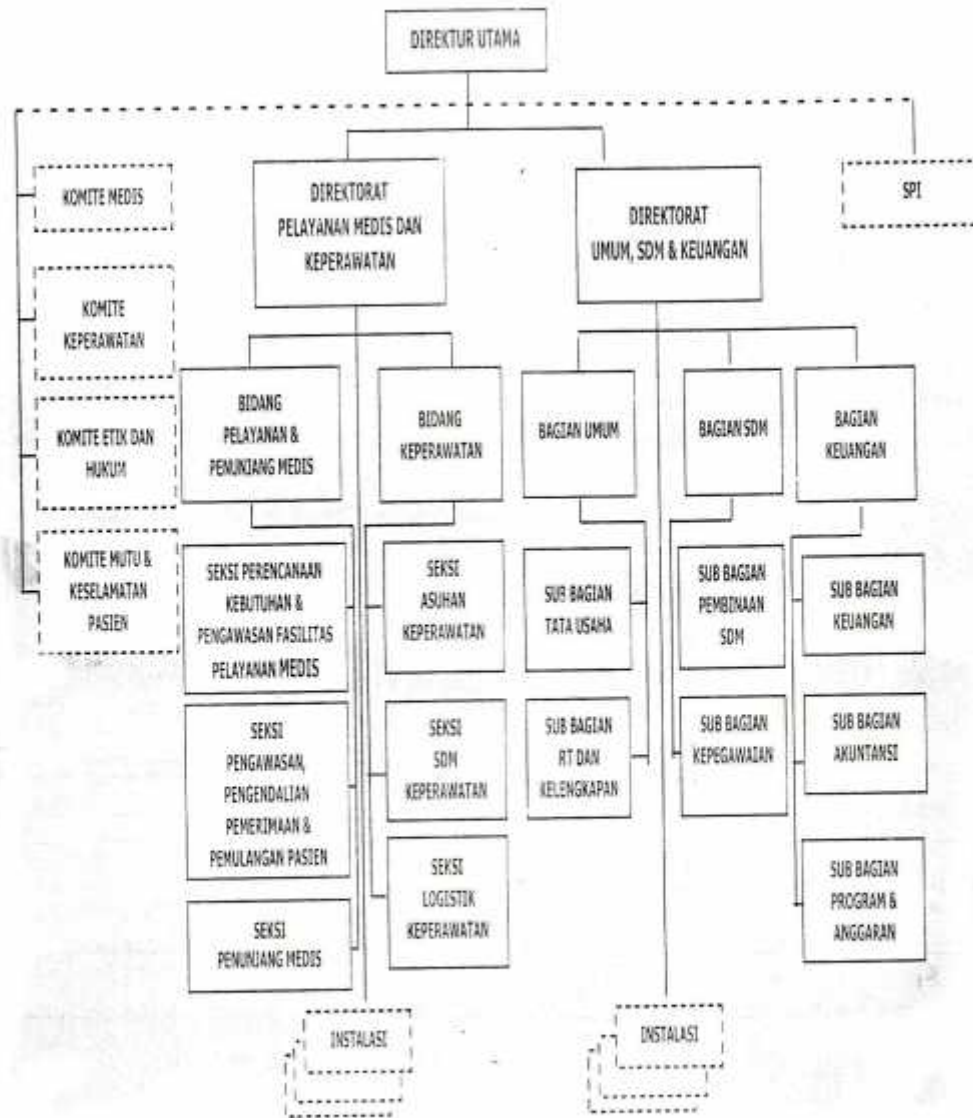 DIREKTUR UTAMA
KOMITE MEDIS
DIREKTORAT
PELAYANAN MEDIS DAN
KEPERAWATAN
DIREKTORAT
UMUM, SDM & KEUANGAN
SPI
KOMITE
KEPERAWATAN
KOMITE ETIK DAN
HUKUM
KOMITE MUTU &
KESELAMATAN
PASIEN
BIDANG
PELAYANAN &
PENUNJANG MEDIS
BIDANG
KEPERAWATAN
BAGIAN UMUM
BAGIAN SDM
BAGIAN
KEUANGAN
SEKSI PERENCANAAN
KEBUTUHAN &
PENGAWASAN FASILITAS
PELAYANAN MEDIS
SEKSI
ASUHAN
KEPERAWATAN
SUB BAGIAN
TATA USAHA
SUB BAGIAN
PEMBINAAN
SDM
SUB BAGIAN
KEUANGAN
SEKSI
PENGAWASAN,
PENGENDALIAN
PEMERIMAAN &
PEMULANGAN PASIEN
SEKSI
SDM
KEPERAWATAN
SUB BAGIAN
RT DAN
KELENGKAPAN
SUB BAGIAN
KEPEGAWAIAN
SUB BAGIAN
AKUNTANSI
SEKSI
PENUNJANG MEDIS
SEKSI
LOGISTIK
KEPERAWATAN
SUB BAGIAN
PROGRAM &
ANGGARAN
INSTALASI
INSTALASI